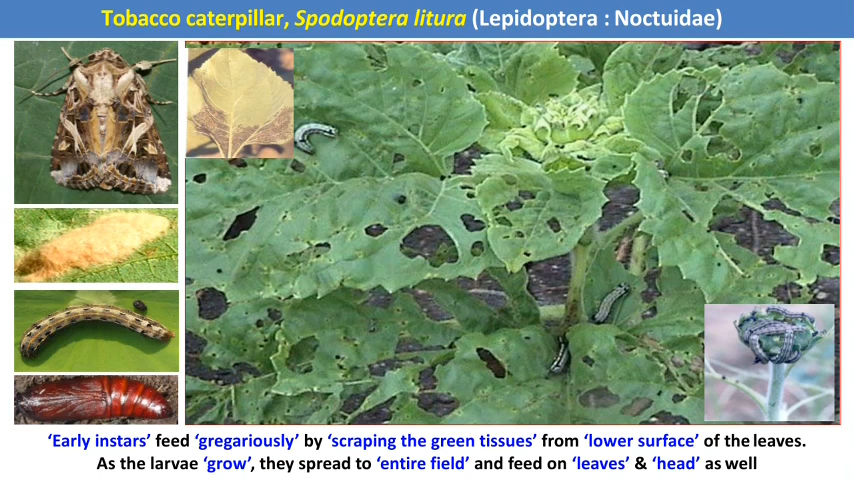 Tobacco caterpillar, Spodoptera litura (Lepidoptera : Noctuidae)
‘Early instars’ feed ‘gregariously’ by ‘scraping the green tissues’ from ‘lower surface’ of the leaves.
As the larvae ‘grow’, they spread to ‘entire field’ and feed on ‘leaves’ & ‘head’ as well